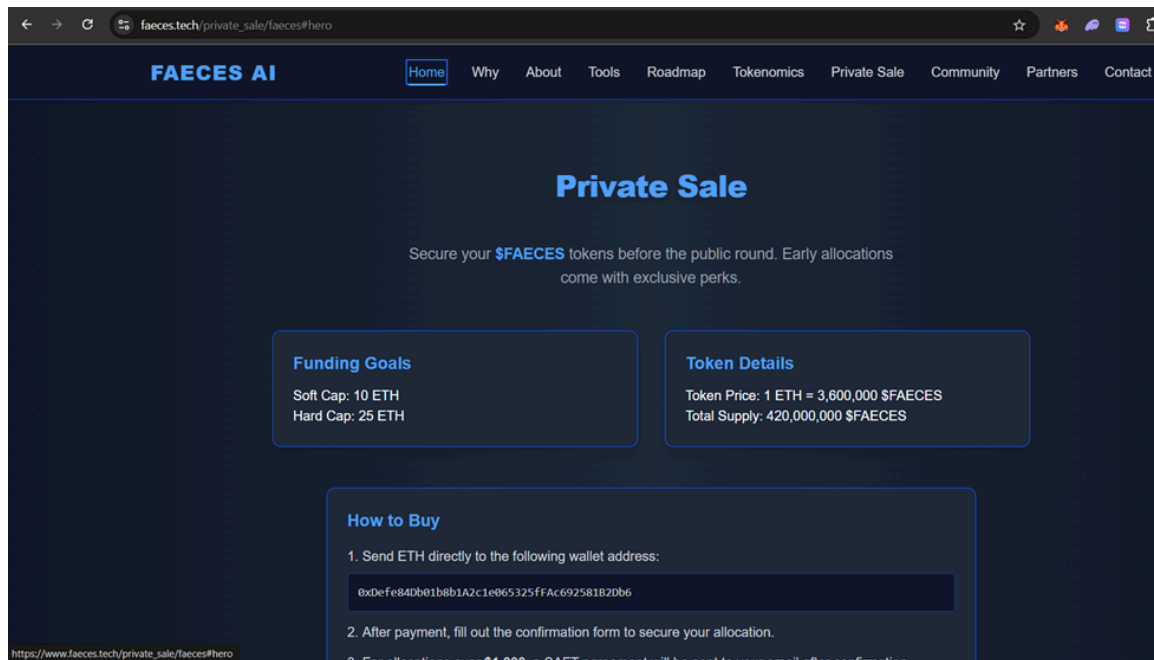 faeces.tech/private_sale/faeces#hero
FAECES AI
Home Why About Tools Roadmap Tokenomics Private Sale Community Partners Contact
Private Sale
Secure your $FAECES tokens before the public round. Early allocations
come with exclusive perks.
Funding Goals
Soft Cap: 10 ETH
Hard Cap: 25 ETH
Token Details
Token Price: 1 ETH = 3,600,000 $FAECES
Total Supply: 420,000,000 $FAECES
How to Buy
1. Send ETH directly to the following wallet address:
0xDefe84Db01b8b1A2c1e065325fFAc692581B2Db6
2. After payment, fill out the confirmation form to secure your allocation.
https://www.faeces.tech/private_sale/faeces#hero